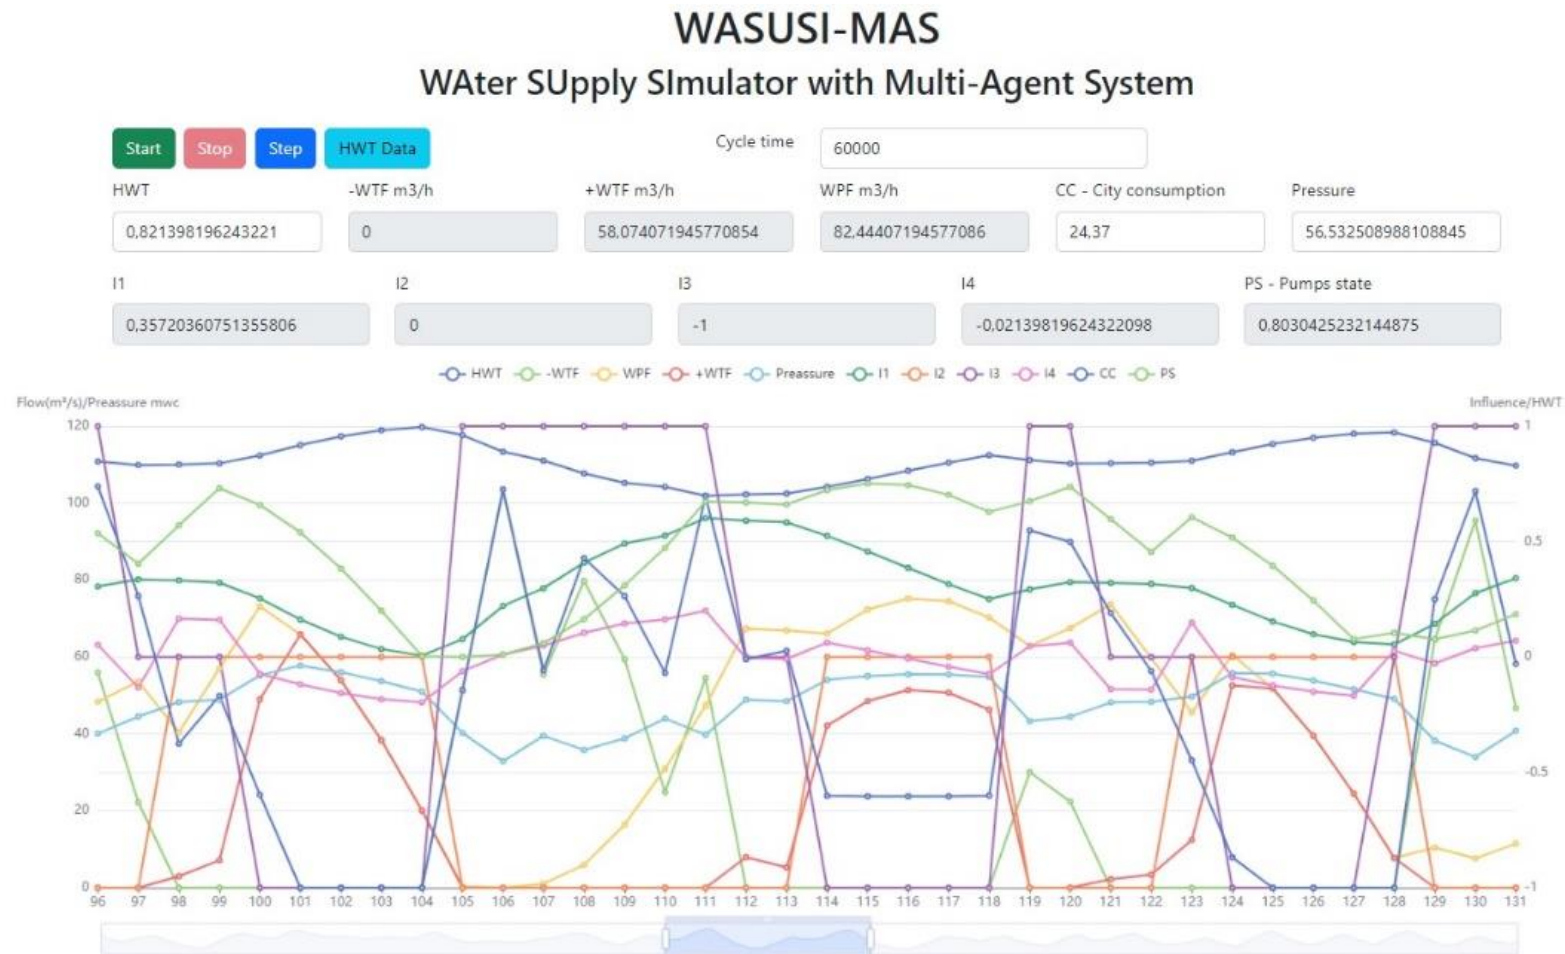 WASUSI-MAS
WAter SUpply SImulator with Multi-Agent System
Start Stop Step HWT Data Cycle time 60000
HWT -WTF m3/h +WTF m3/h WPF m3/h CC - City consumption Pressure
0,821398196243221 0 58,074071945770854 82,44407194577086 24,37 56,532508988108845
I1 I2 I3 I4 PS - Pumps state
0,35720360751355806 0 -1 -0,02139819624322098 0,8030425232144875
HWT -WTF WPF +WTF Preassure I1 I2 I3 I4 CC PS
Flow(m³/s)/Preassure mwc Influence/HWT
120 1
100
0.5
80
60 0
40
-0.5
20
0 -1
96 97 98 99 100 101 102 103 104 105 106 107 108 109 110 111 112 113 114 115 116 117 118 119 120 121 122 123 124 125 126 127 128 129 130 131